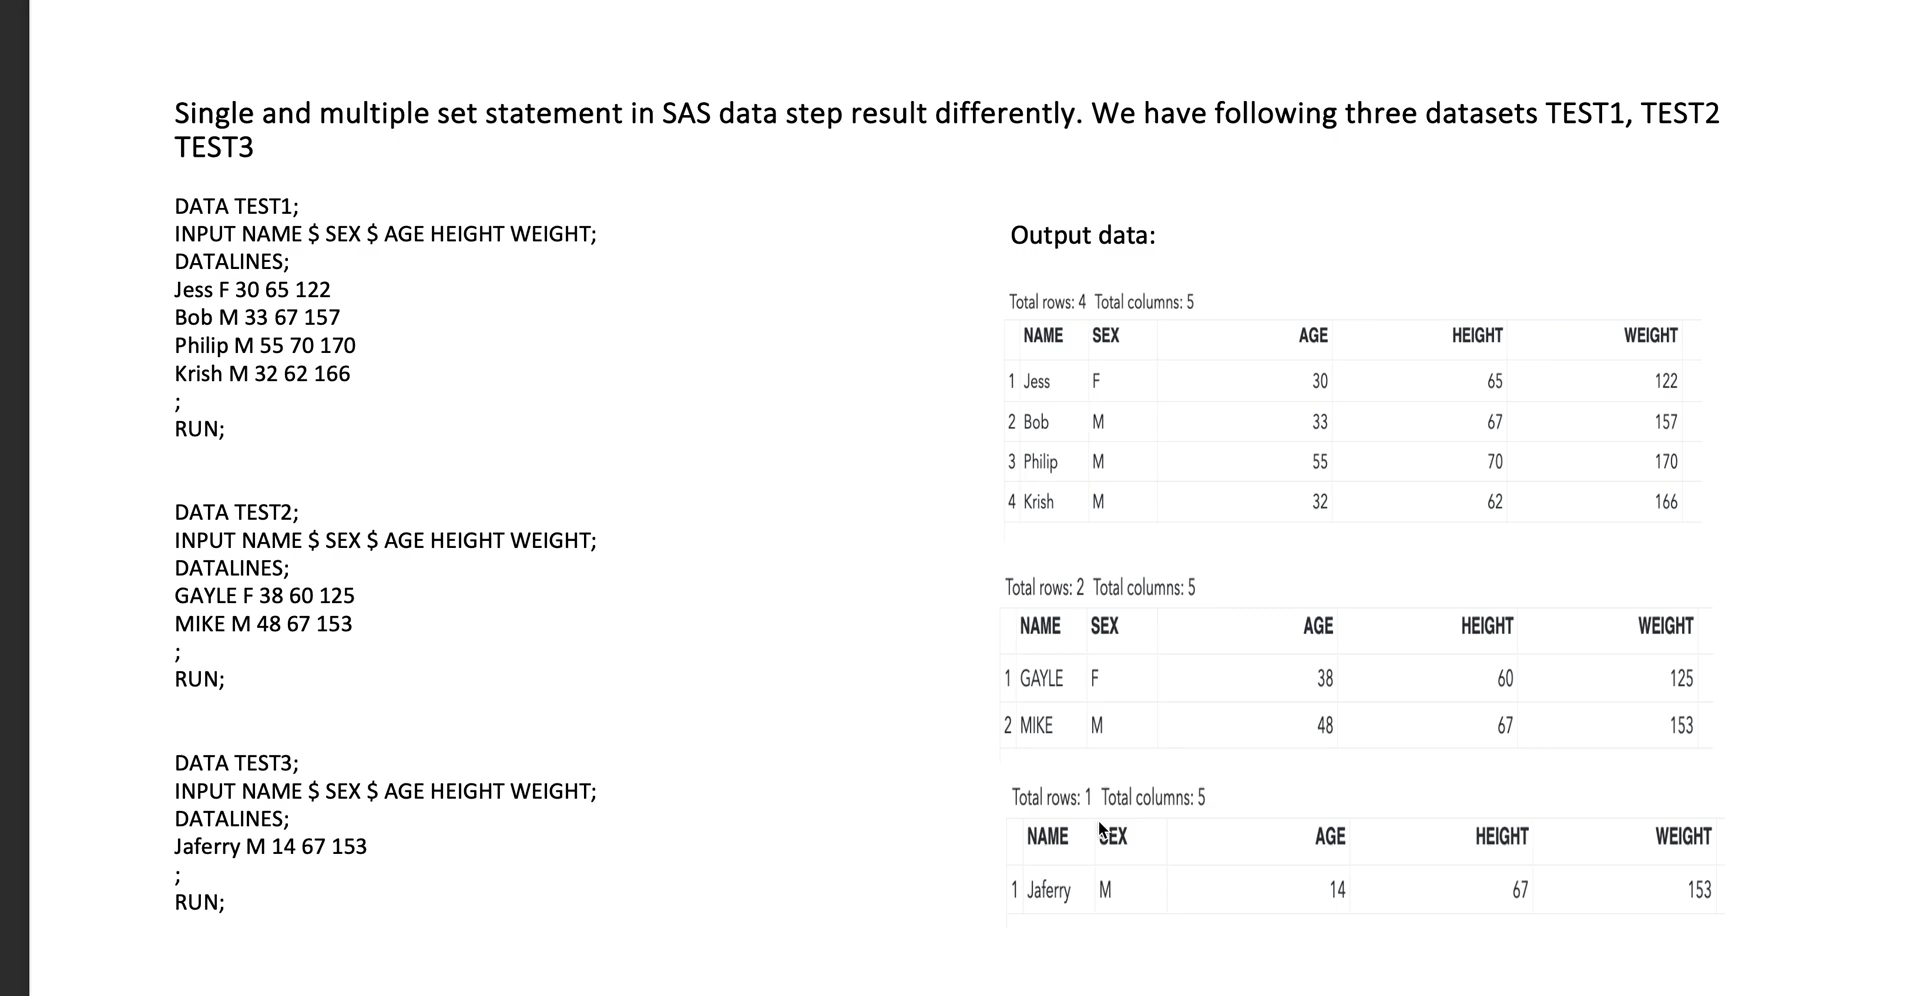 Single and multiple set statement in SAS data step result differently. We have following three datasets TEST1, TEST2
TEST3
DATA TEST1;
INPUT NAME $ SEX $ AGE HEIGHT WEIGHT;
DATALINES;
Jess F 30 65 122
Bob M 33 67 157
Philip M 55 70 170
Krish M 32 62 166
;
RUN;
DATA TEST2;
INPUT NAME $ SEX $ AGE HEIGHT WEIGHT;
DATALINES;
GAYLE F 38 60 125
MIKE M 48 67 153
;
RUN;
DATA TEST3;
INPUT NAME $ SEX $ AGE HEIGHT WEIGHT;
DATALINES;
Jaferry M 14 67 153
;
RUN;
Output data:
Total rows: 4 Total columns: 5
NAME SEX AGE HEIGHT WEIGHT
1 Jess F 30 65 122
2 Bob M 33 67 157
3 Philip M 55 70 170
4 Krish M 32 62 166
Total rows: 2 Total columns: 5
NAME SEX AGE HEIGHT WEIGHT
1 GAYLE F 38 60 125
2 MIKE M 48 67 153
Total rows: 1 Total columns: 5
NAME SEX AGE HEIGHT WEIGHT
1 Jaferry M 14 67 153